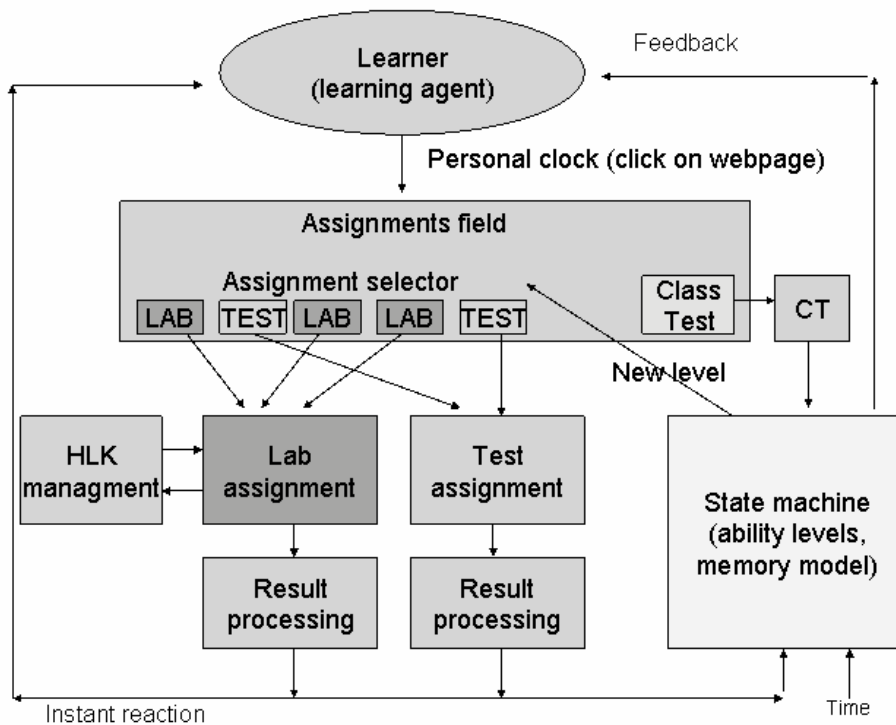 Learner
(learning agent)
Feedback
Personal clock (click on webpage)
Assignments field
Assignment selector
LAB
TEST
LAB
LAB
TEST
Class
Test
CT
New level
HLK
managment
Lab
assignment
Test
assignment
State machine
(ability levels,
memory model)
Result
processing
Result
processing
Instant reaction
Time